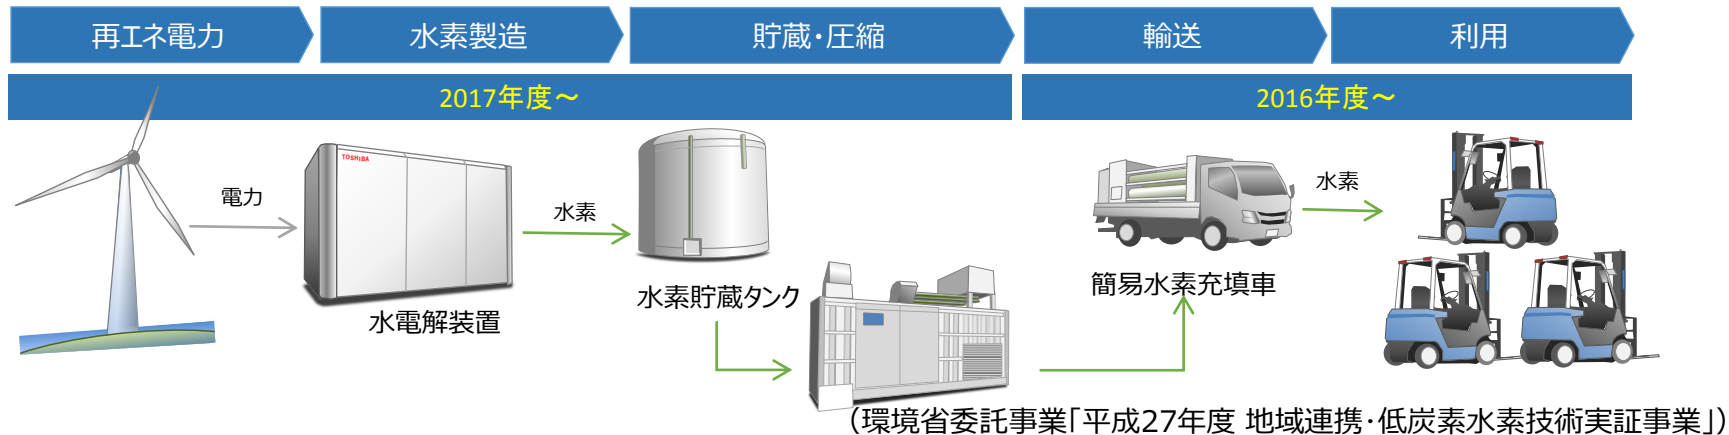 再エネ電力
水素製造
貯蔵・圧縮
輸送
利用
2017年度～
2016年度～
TOSHIBA
電力
水素
水素
水電解装置
水素貯蔵タンク
簡易水素充填車
（環境省委託事業「平成27年度 地域連携・低炭素水素技術実証事業」）